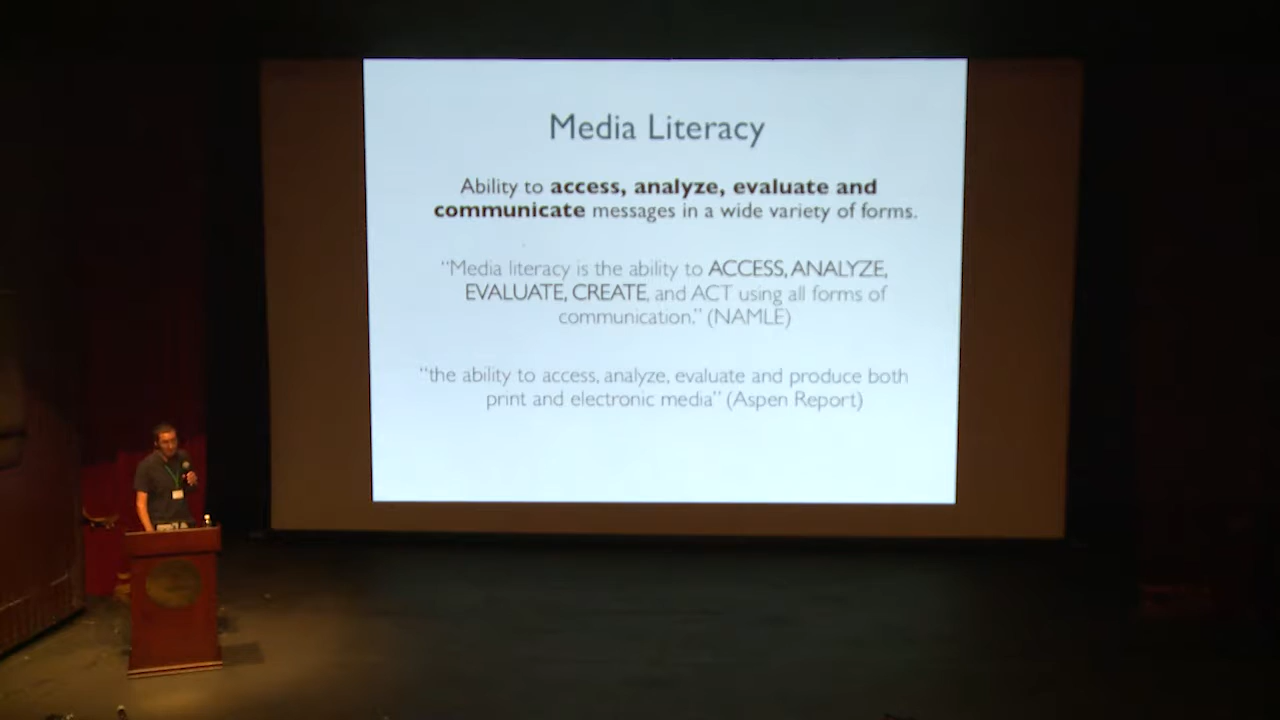 Media Literacy
Ability to access, analyze, evaluate and
communicate messages in a wide variety of forms.
“Media literacy is the ability to ACCESS, ANALYZE,
EVALUATE, CREATE, and ACT using all forms of
communication.” (NAMLE)
“the ability to access, analyze, evaluate and produce both
print and electronic media” (Aspen Report)